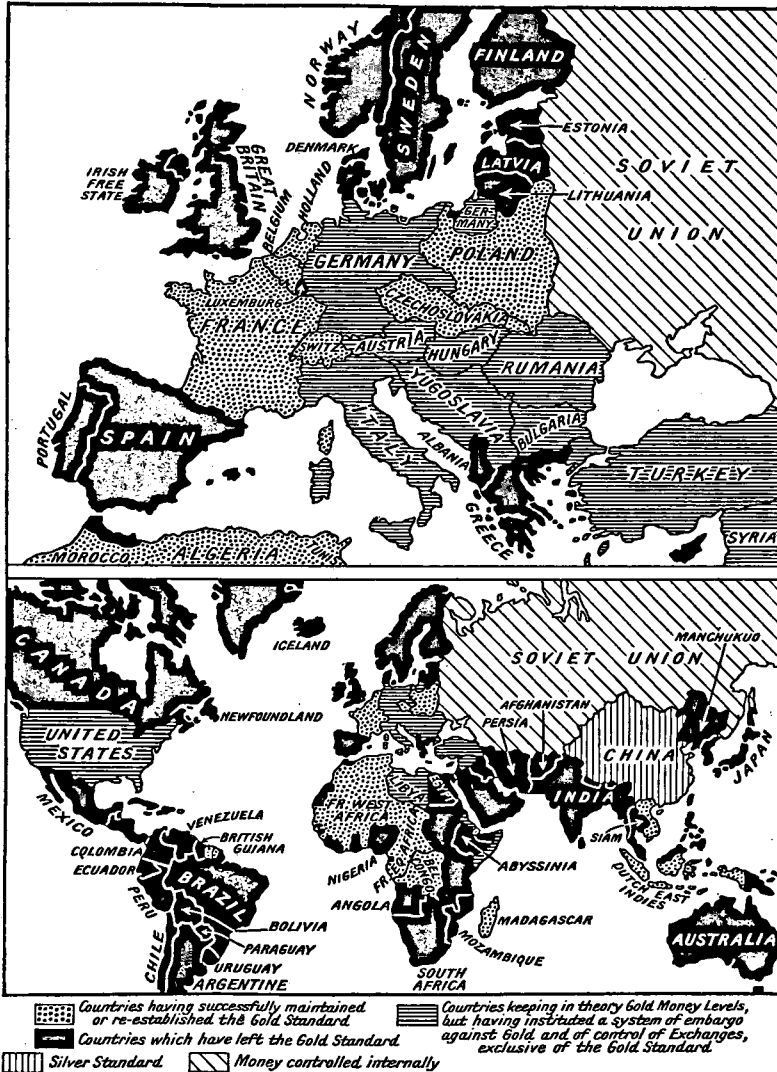 NORWAY
SWEDEN
FINLAND
DENMARK
ESTONIA
LATVIA
LITHUANIA
SOVIET
UNION
IRISH
FREE
STATE
GREAT
BRITAIN
BELGIUM
HOLLAND
GER-
MANY
GERMANY
POLAND
LUXEMBURG
FRANCE
CZECHOSLOVAKIA
SWITZ.
AUSTRIA
HUNGARY
RUMANIA
YUGOSLAVIA
BULGARIA
PORTUGAL
SPAIN
ITALY
ALBANIA
GREECE
TURKEY
SYRIA
MOROCCO
ALGERIA
TUNIS
CANADA
ICELAND
SOVIET UNION
MANCHUKUO
NEWFOUNDLAND
AFGHANISTAN
PERSIA
UNITED
STATES
CHINA
JAPAN
MEXICO
VENEZUELA
BRITISH
GUIANA
COLOMBIA
ECUADOR
FR. WEST
AFRICA
INDIA
SIAM
BRAZIL
PERU
NIGERIA
ABYSSINIA
DUTCH EAST
INDIES
ANGOLA
MADAGASCAR
BOLIVIA
PARAGUAY
MOZAMBIQUE
AUSTRALIA
CHILE
URUGUAY
ARGENTINE
SOUTH
AFRICA
Countries having successfully maintained
or re-established the Gold Standard
Countries which have left the Gold Standard
Countries keeping in theory Gold Money Levels,
but having instituted a system of embargo
against Gold and of control of Exchanges,
exclusive of the Gold Standard
Silver Standard
Money controlled internally